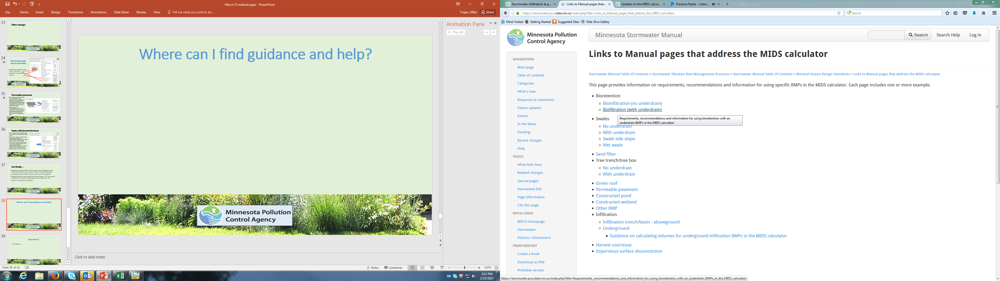 March 15 webinar.pptx - PowerPoint
File Home Insert Design Transitions Animations Slide Show Review View Tell me what you want to do... Trojan, Mike Share
33
Other changes
34
Bioretention with
mixed underdrain
• Infiltration of water stored
below underdrain
• Infiltration through the
bottom
35
Permeable pavement
36
Swale with bioretention base
37
And finally ....
38
Where can I find guidance and help?
39
Questions?
• Use chat box
Where can I find guidance and help?
Minnesota Pollution
Control Agency
Animation Pane
Play All
Click to add notes
Slide 38 of 41
Notes Comments 107%
3:12 PM
2/23/2017
Stormwater infiltration at p...
Links to Manual pages that...
Updates to the MIDS calcul...
Pandora Radio - Listen ...
https://stormwater.pca.state.mn.us/index.php?title=Links_to_Manual_pages_that_address_the_MIDS_calculator
Search
Most Visited Getting Started Suggested Sites Web Slice Gallery
Minnesota Pollution
Control Agency
Minnesota Stormwater Manual
Search Search Help Log in
NAVIGATION
Main page
Table of contents
Categories
What's new
Response to comments
Future updates
Events
In the News
Funding
Recent changes
Help
TOOLS
What links here
Related changes
Special pages
Permanent link
Page information
Cite this page
MPCA LINKS
MPCA Homepage
Stormwater
Policies / Disclaimers
PRINT/EXPORT
Create a book
Download as PDF
Printable version
Links to Manual pages that address the MIDS calculator
Stormwater Manual Table of Contents > Stormwater filtration Best Management Practices > Stormwater Manual Table of Contents > Minimal Impact Design Standards > Links to Manual pages that address the MIDS calculator
This page provides information on requirements, recommendations and information for using specific BMPs in the MIDS calculator. Each page includes one or more example.
• Bioretention
Bioinfiltration (no underdrain)
Biofiltration (with underdrain)
Requirements, recommendations and information for using bioretention with an
underdrain BMPs in the MIDS calculator
• Swales
No underdrain
With underdrain
Swale side slope
Wet swale
• Sand filter
• Tree trench/tree box
No underdrain
With underdrain
• Green roof
• Permeable pavement
• Constructed pond
• Constructed wetland
• Other BMP
• Infiltration
Infiltration trench/basin - aboveground
Underground
Guidance on calculating volumes for underground infiltration BMPs in the MIDS calculator
• Harvest use/reuse
• Impervious surface disconnection
https://stormwater.pca.state.mn.us/index.php?title=Requirements,_recommendations_and_information_for_using_bioretention_with_an_underdrain_BMPs_in_the_MIDS_calculator